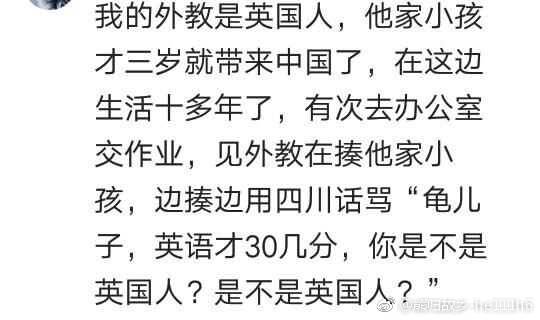 我的外教是英国人，他家小孩
才三岁就带来中国了，在这边
生活十多年了，有次去办公室
交作业，见外教在揍他家小
孩，边揍边用四川话骂“龟儿
子，英语才30几分，你是不是
英国人？是不是英国人？”